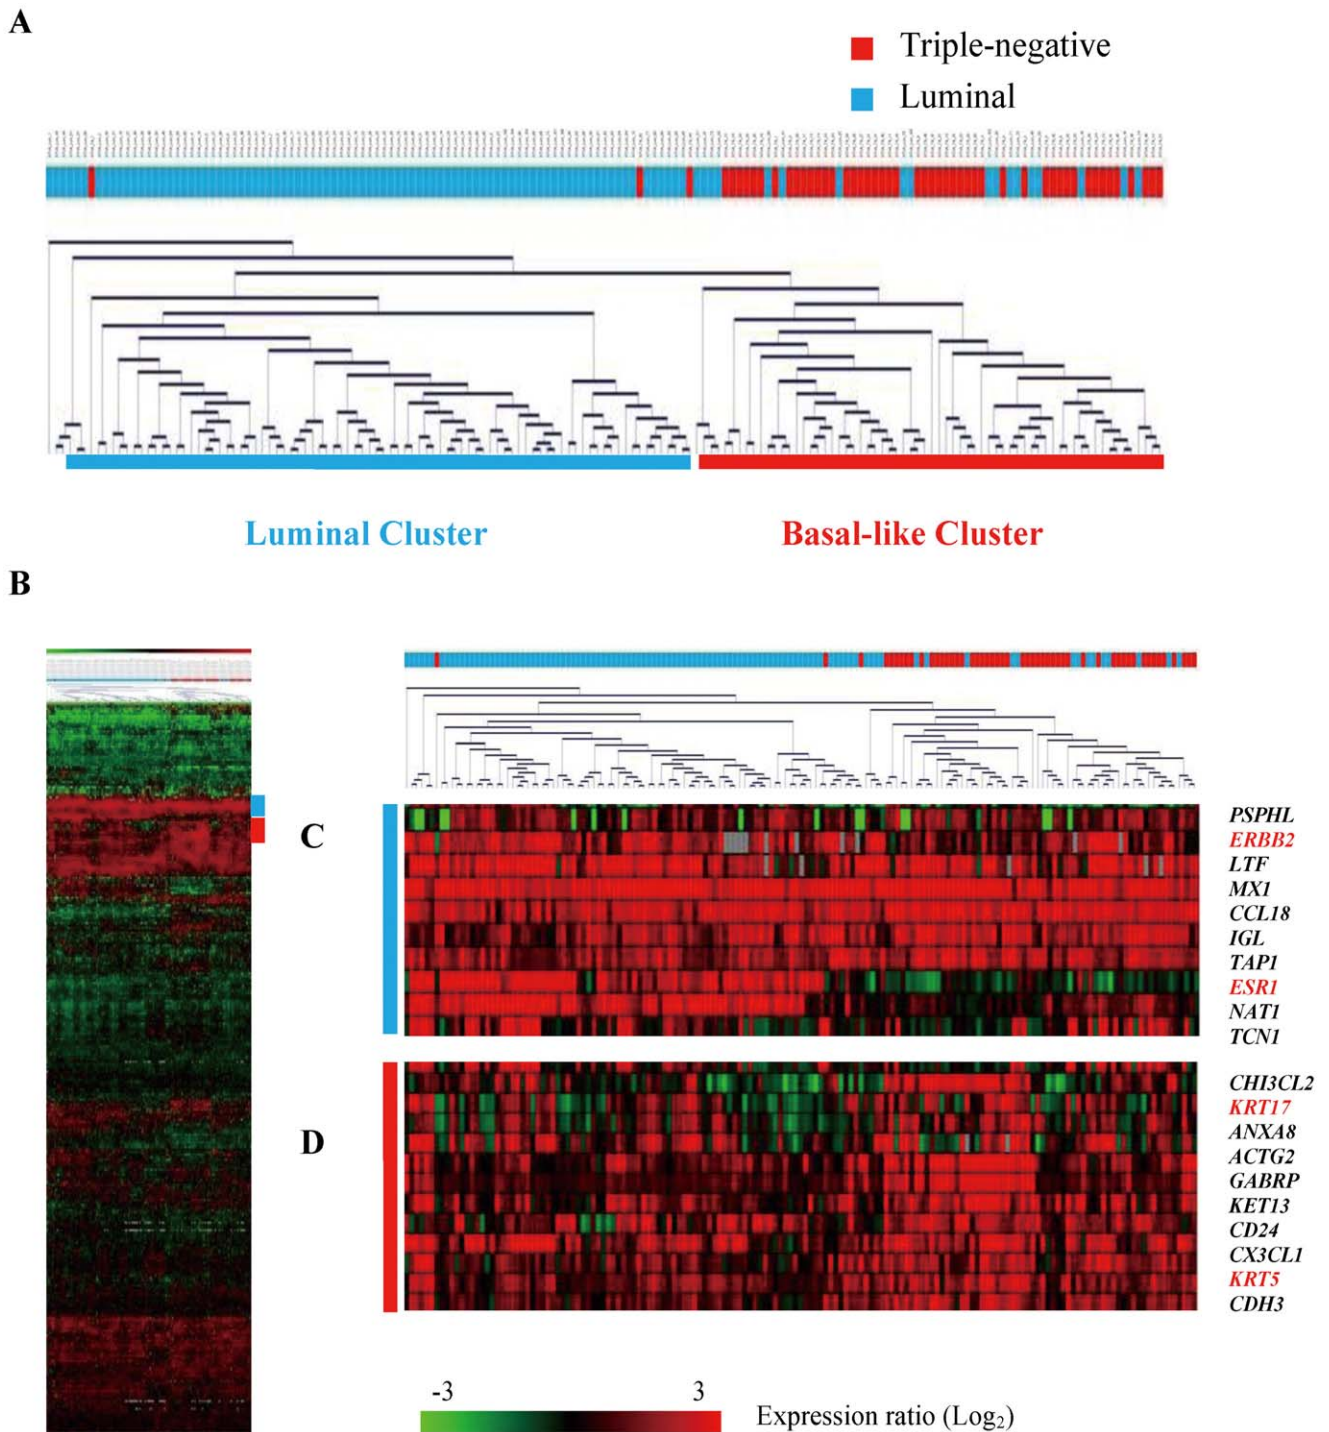 A
Triple-negative
Luminal
Luminal Cluster
Basal-like Cluster
B
C
PSPHL
ERBB2
LTF
MX1
CCL18
IGL
TAP1
ESR1
NAT1
TCN1
D
CHI3CL2
KRT17
ANXA8
ACTG2
GABRP
KET13
CD24
CX3CL1
KRT5
CDH3
-3
3
Expression ratio (Log₂)